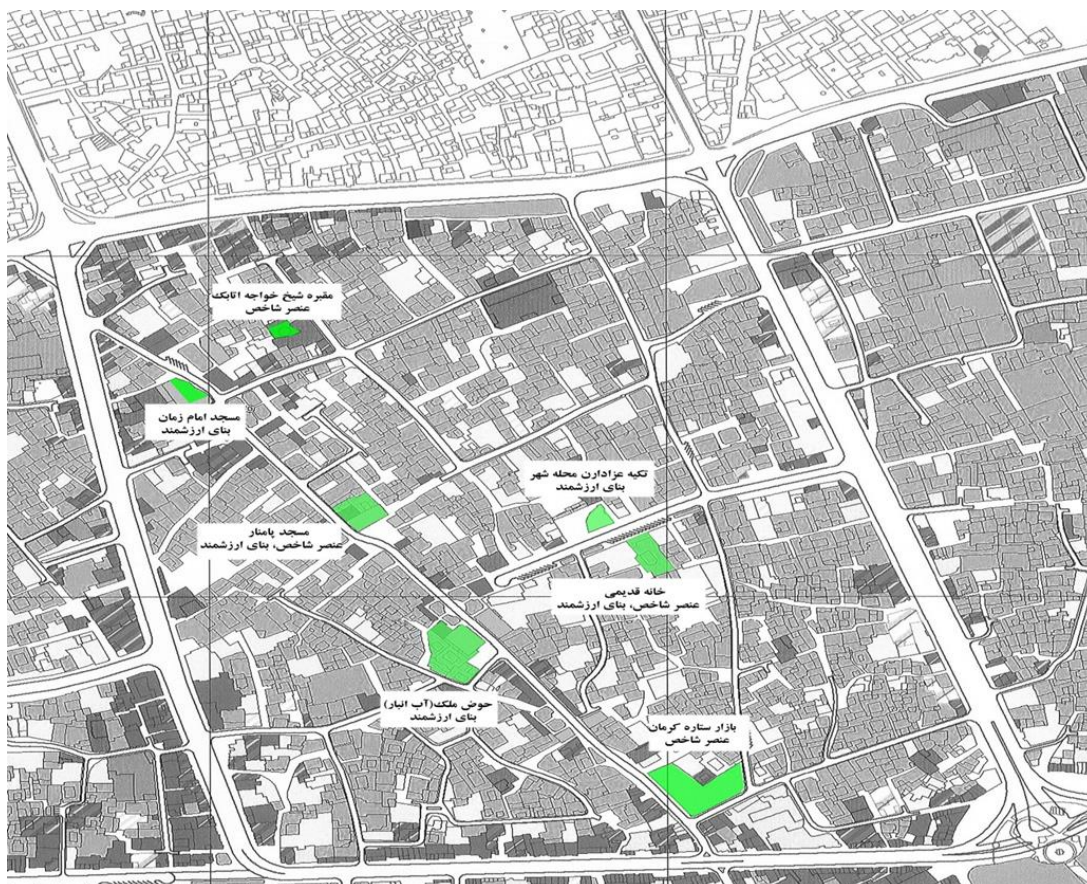 مقبره شیخ خواجه اتابک
عنصر شاخص
مسجد امام زمان
بنای ارزشمند
تکیه عزادارن محله شهر
بنای ارزشمند
مسجد پامنار
عنصر شاخص، بنای ارزشمند
خانه قدیمی
عنصر شاخص، بنای ارزشمند
حوض ملک(آب انبار)
بنای ارزشمند
بازار ستاره کرمان
عنصر شاخص